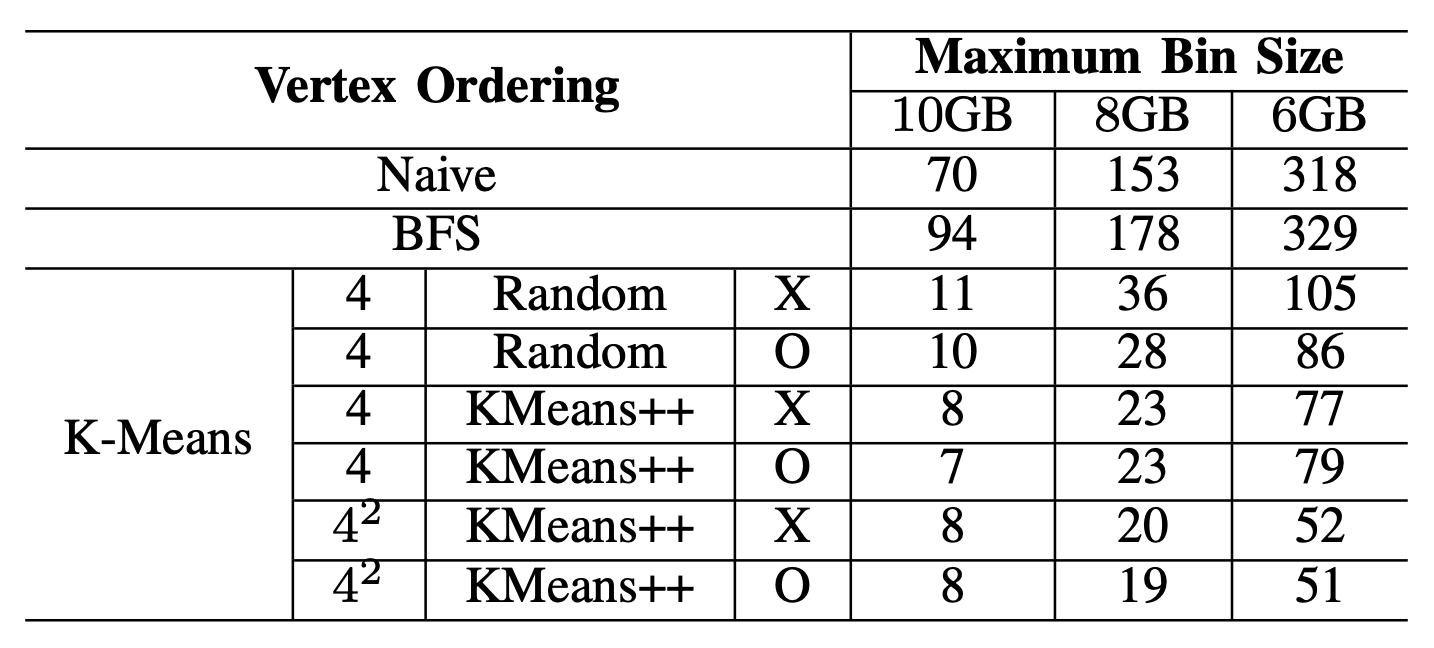 Vertex Ordering Maximum Bin Size
10GB 8GB 6GB
Naive 70 153 318
BFS 94 178 329
K-Means 4 Random X 11 36 105
4 Random O 10 28 86
4 KMeans++ X 8 23 77
4 KMeans++ O 7 23 79
4² KMeans++ X 8 20 52
4² KMeans++ O 8 19 51